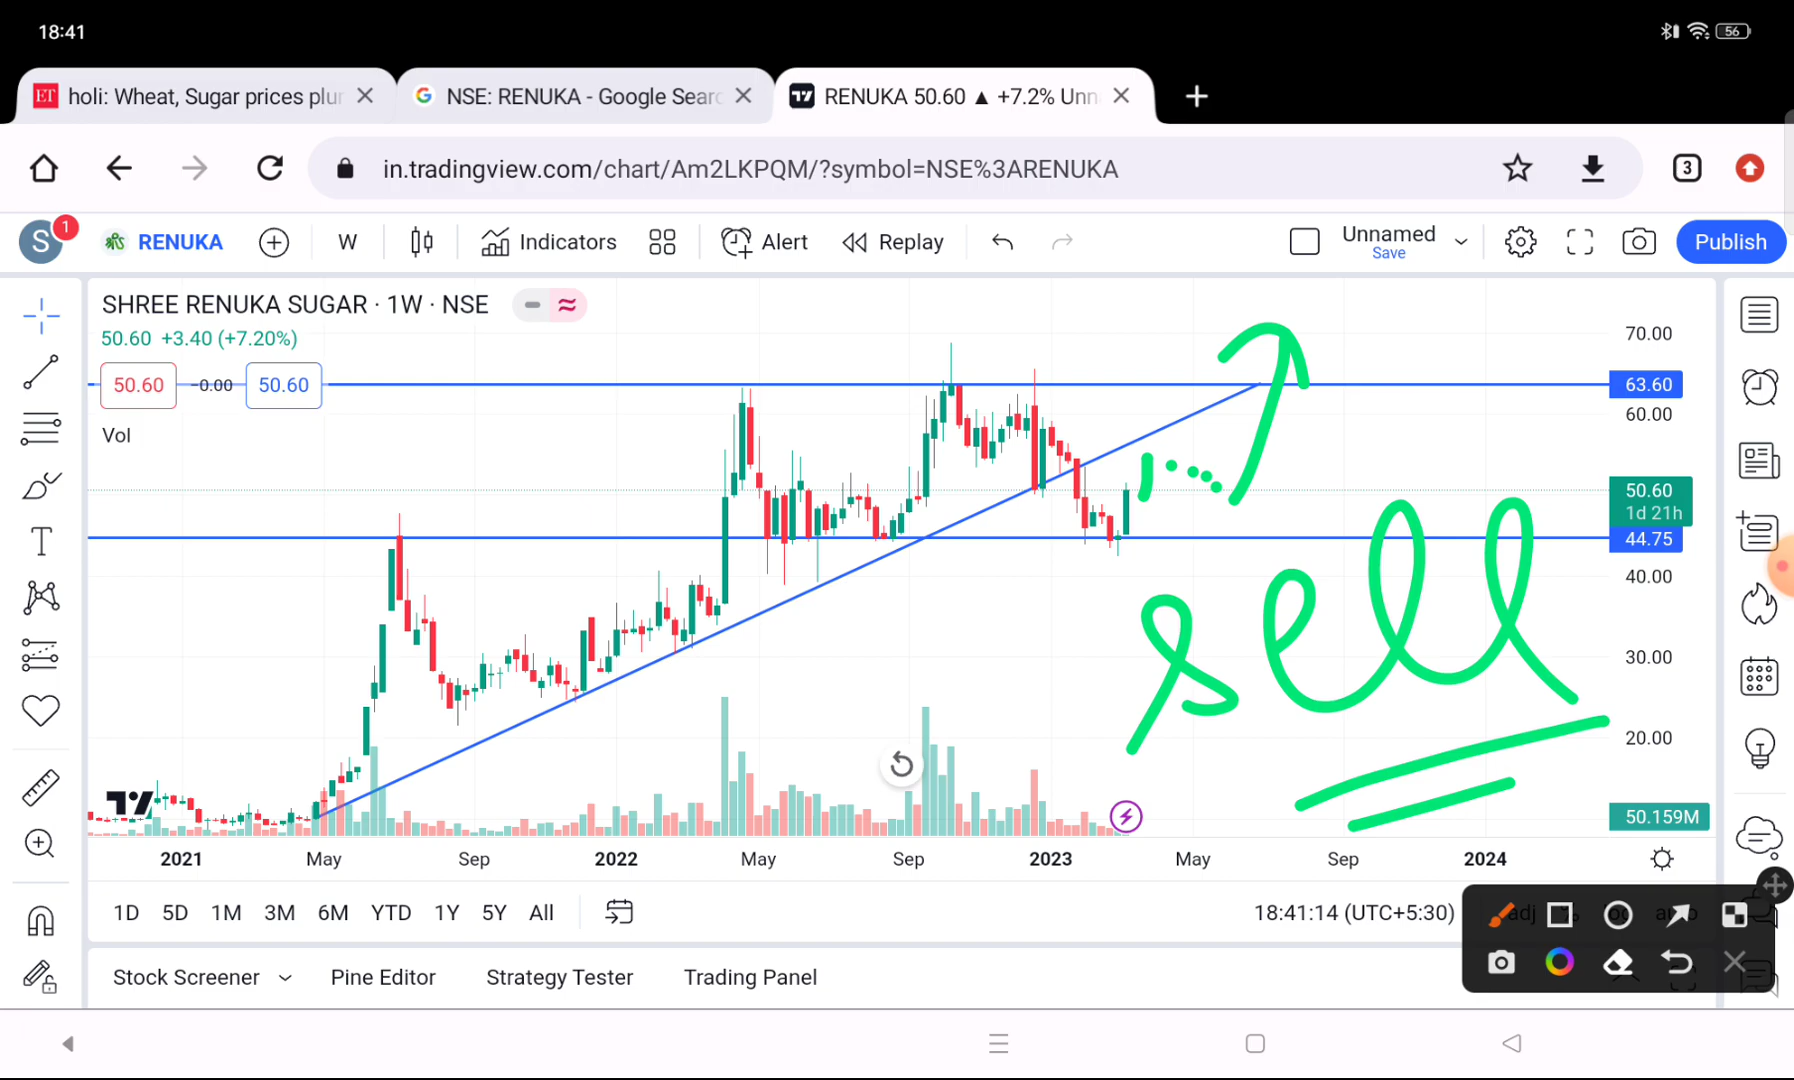 18:41
56
ET holi: Wheat, Sugar prices plu
G NSE: RENUKA - Google Searc
RENUKA 50.60 ▲ +7.2% Unn
in.tradingview.com/chart/Am2LKPQM/?symbol=NSE%3ARENUKA
3
S 1 RENUKA W Indicators Alert Replay Unnamed Publish
Save
SHREE RENUKA SUGAR · 1W · NSE
50.60 +3.40 (+7.20%)
50.60 −0.00 50.60
Vol
70.00
63.60
60.00
50.60
1d 21h
44.75
40.00
30.00
20.00
50.159M
sell
2021 May Sep 2022 May Sep 2023 May Sep 2024
1D 5D 1M 3M 6M YTD 1Y 5Y All 18:41:14 (UTC+5:30)
Stock Screener Pine Editor Strategy Tester Trading Panel